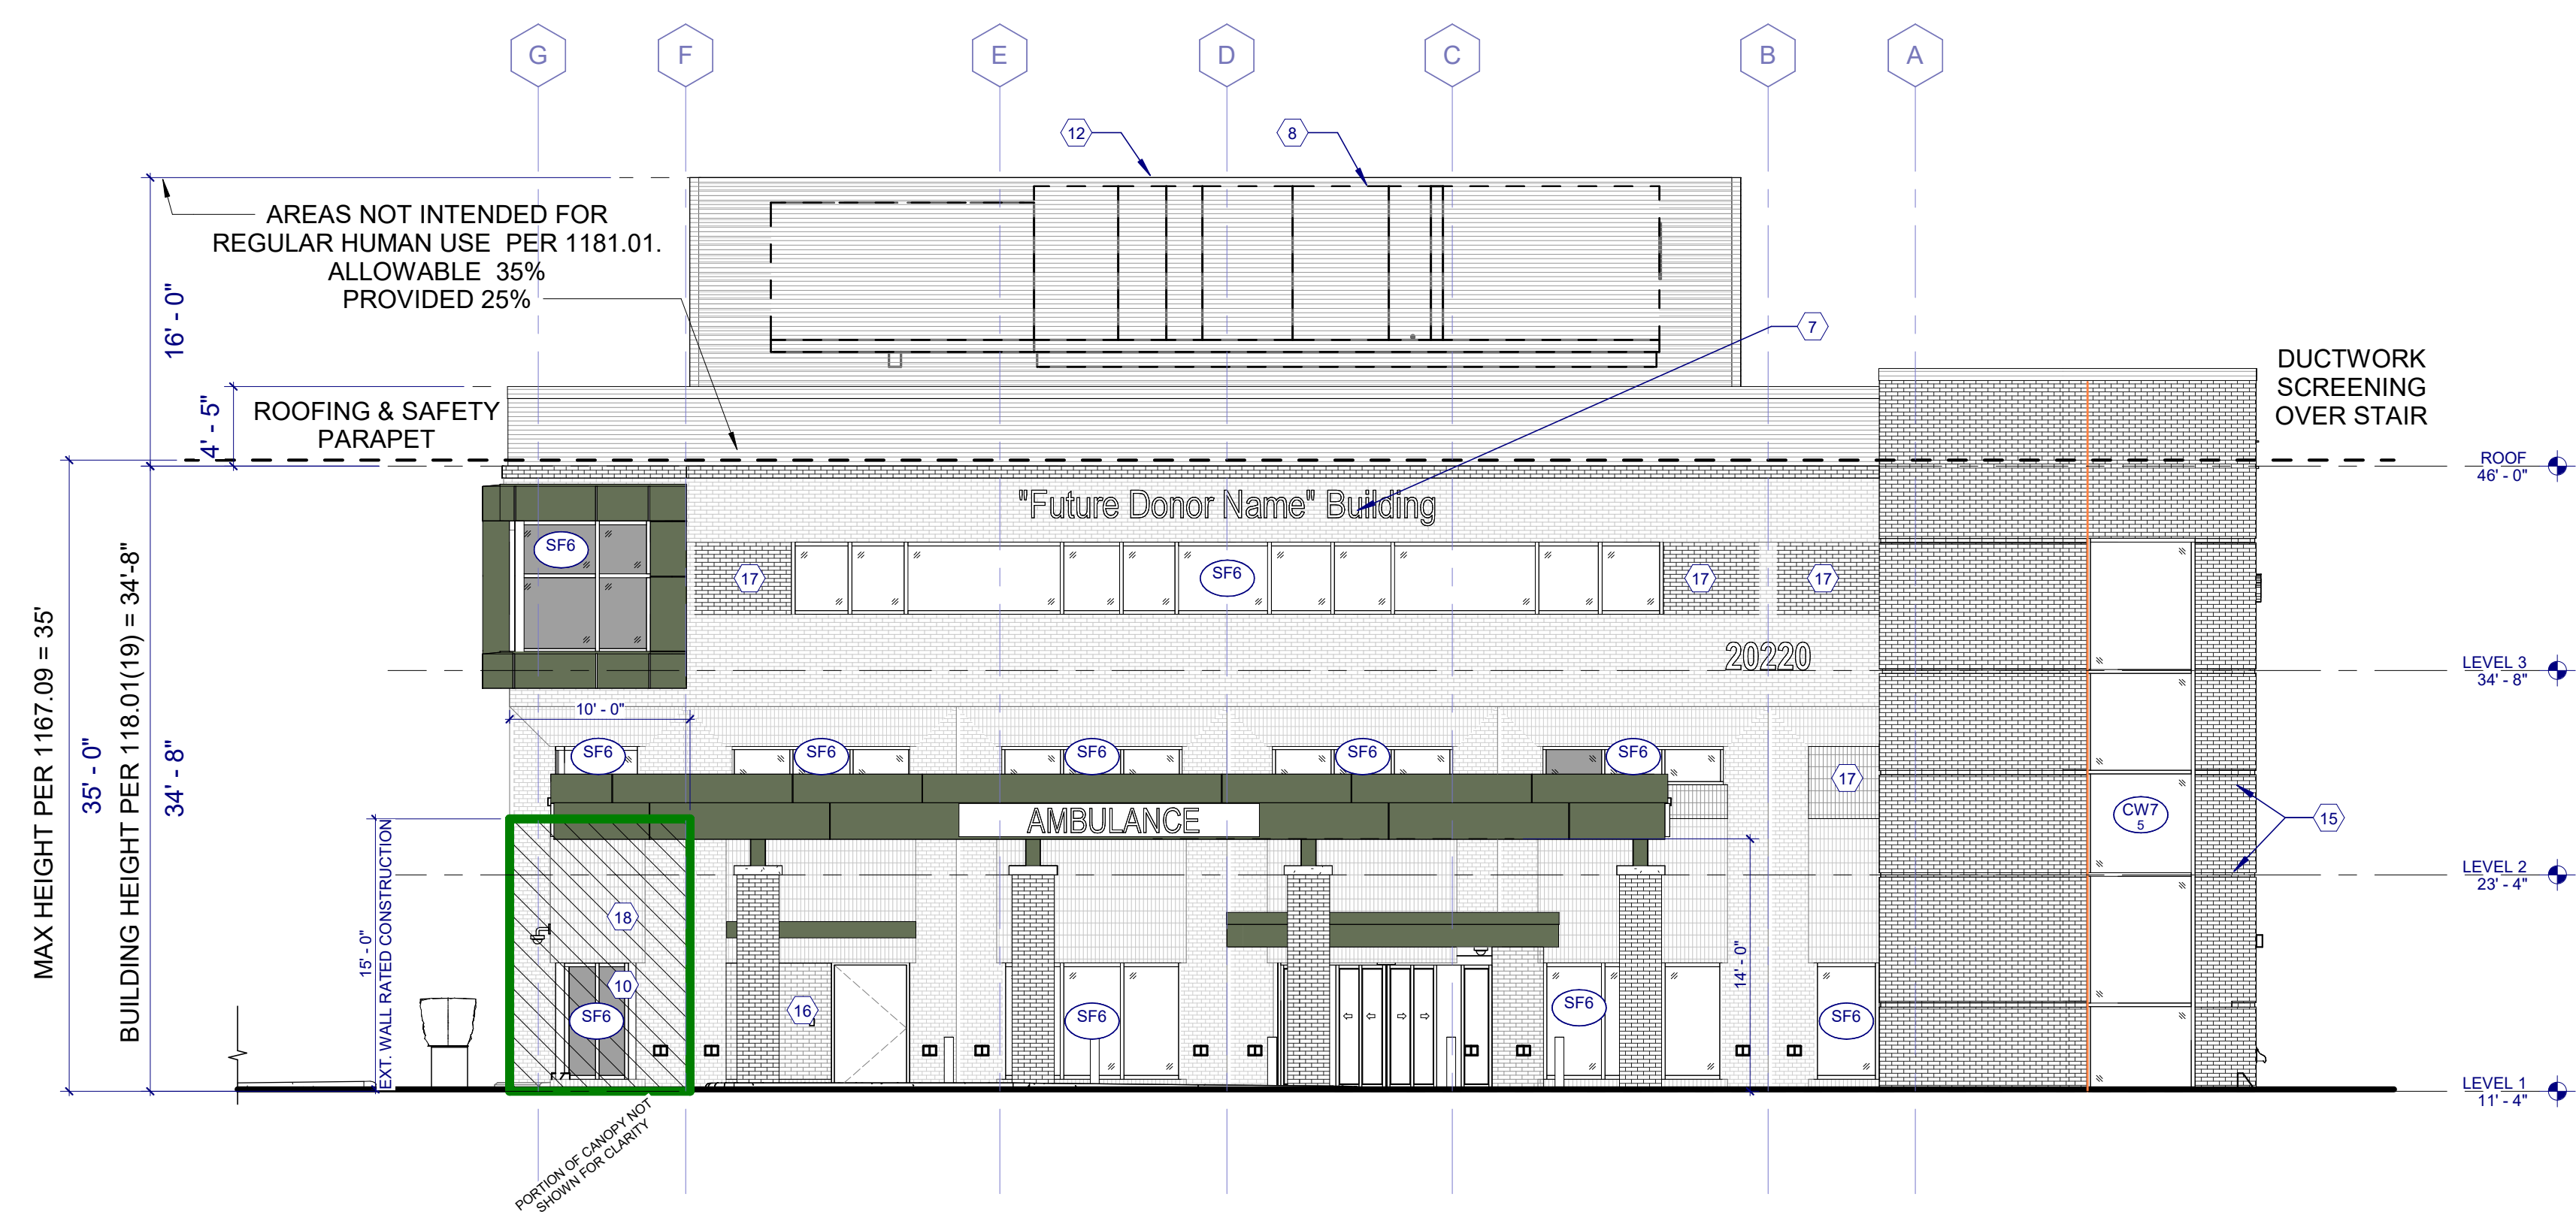 G
F
E
D
C
B
A
12
8
AREAS NOT INTENDED FOR
REGULAR HUMAN USE PER 1181.01.
ALLOWABLE 35%
PROVIDED 25%
16' - 0"
7
4' - 5"
ROOFING & SAFETY
PARAPET
DUCTWORK
SCREENING
OVER STAIR
ROOF
46' - 0"
"Future Donor Name" Building
SF6
17
SF6
17
17
20220
LEVEL 3
34' - 8"
MAX HEIGHT PER 1167.09 = 35'
35' - 0"
BUILDING HEIGHT PER 118.01(19) = 34'-8"
34' - 8"
10' - 0"
SF6
SF6
SF6
SF6
SF6
17
AMBULANCE
CW7
5
15
LEVEL 2
23' - 4"
15' - 0"
EXT. WALL RATED CONSTRUCTION
18
10
SF6
16
SF6
SF6
14' - 0"
SF6
LEVEL 1
11' - 4"
PORTION OF CANOPY NOT
SHOWN FOR CLARITY